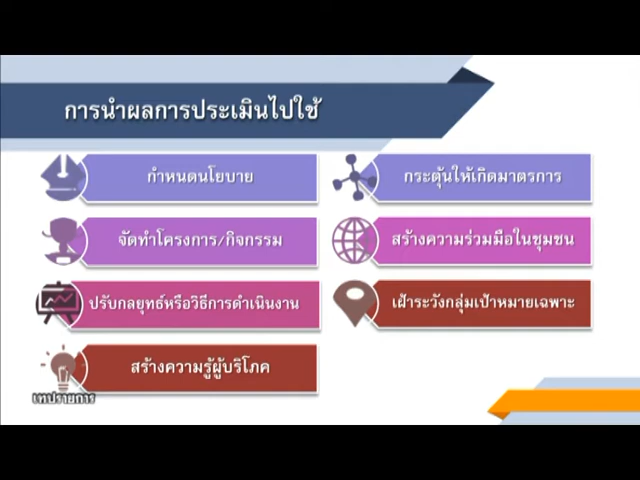 การนำผลการประเมินไปใช้
กำหนดนโยบาย
จัดทำโครงการ/กิจกรรม
ปรับกลยุทธ์หรือวิธีการดำเนินงาน
สร้างความรู้ผู้บริโภค
กระตุ้นให้เกิดมาตรการ
สร้างความร่วมมือในชุมชน
เฝ้าระวังกลุ่มเป้าหมายเฉพาะ
เทปรายการ